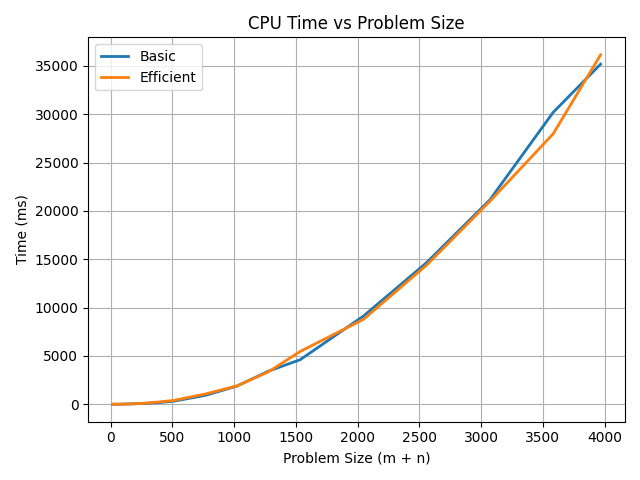 CPU Time vs Problem Size
Basic
Efficient
Time (ms)
35000
30000
25000
20000
15000
10000
5000
0
0 500 1000 1500 2000 2500 3000 3500 4000
Problem Size (m + n)